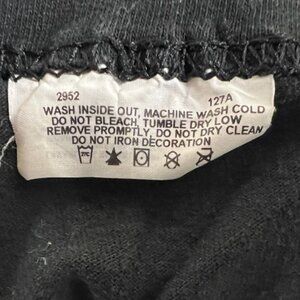 2952 127A
WASH INSIDE OUT, MACHINE WASH COLD
DO NOT BLEACH, TUMBLE DRY LOW
REMOVE PROMPTLY, DO NOT DRY CLEAN
DO NOT IRON DECORATION